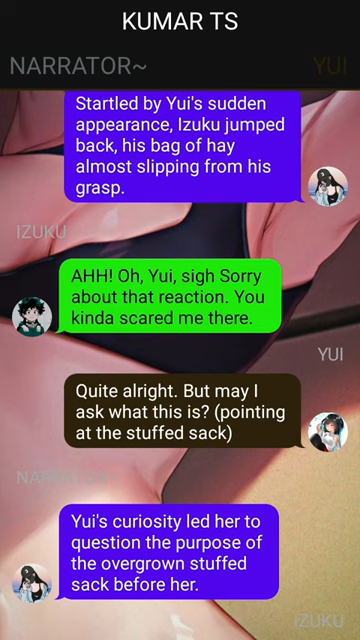 KUMAR TS
NARRATOR~
YUI
Startled by Yui's sudden
appearance, Izuku jumped
back, his bag of hay
almost slipping from his
grasp.
IZUKU
AHH! Oh, Yui, sigh Sorry
about that reaction. You
kinda scared me there.
YUI
Quite alright. But may I
ask what this is? (pointing
at the stuffed sack)
NARRATOR~
Yui's curiosity led her to
question the purpose of
the overgrown stuffed
sack before her.
IZUKU